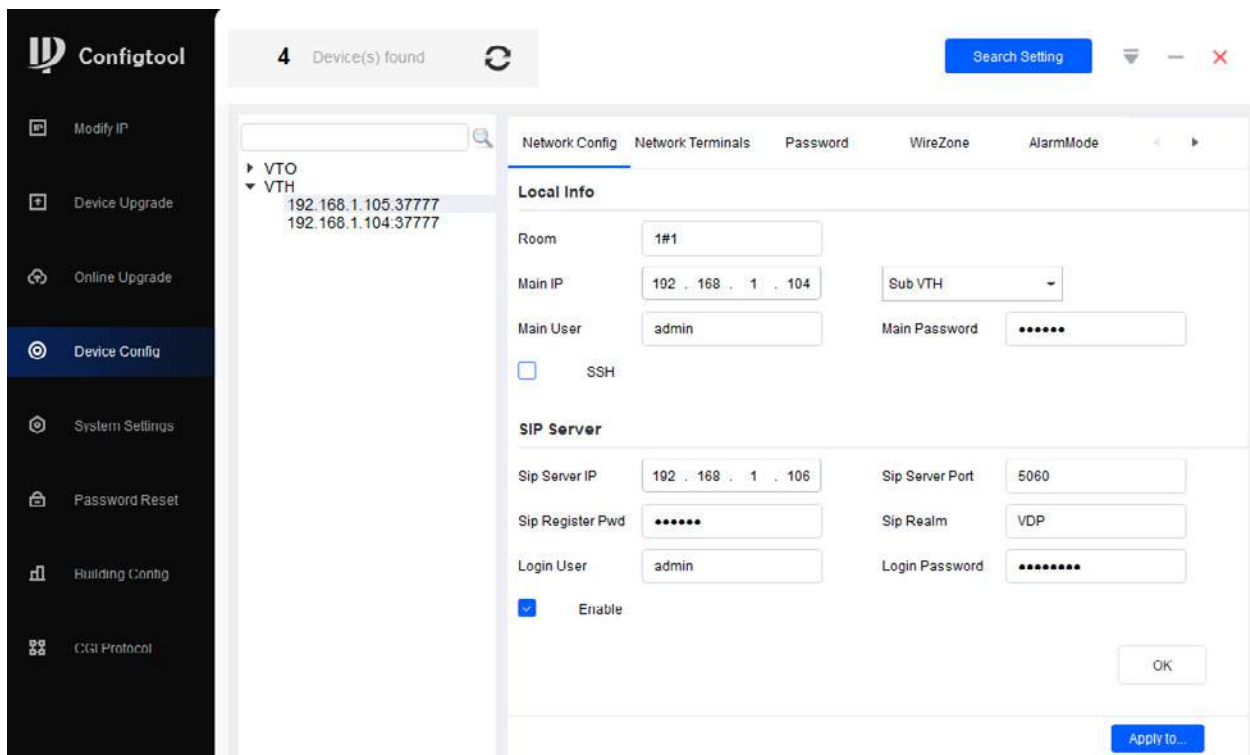 Configtool
4 Device(s) found
Search Setting
Modify IP
Device Upgrade
Online Upgrade
Device Config
System Settings
Password Reset
Building Config
CGI Protocol
VTO
VTH
192.168.1.105:37777
192.168.1.104:37777
Network Config Network Terminals Password WireZone AlarmMode
Local Info
Room 1#1
Main IP 192 . 168 . 1 . 104 Sub VTH
Main User admin Main Password ●●●●●●
SSH
SIP Server
Sip Server IP 192 . 168 . 1 . 106 Sip Server Port 5060
Sip Register Pwd ●●●●●● Sip Realm VDP
Login User admin Login Password ●●●●●●●●
Enable
OK
Apply to...